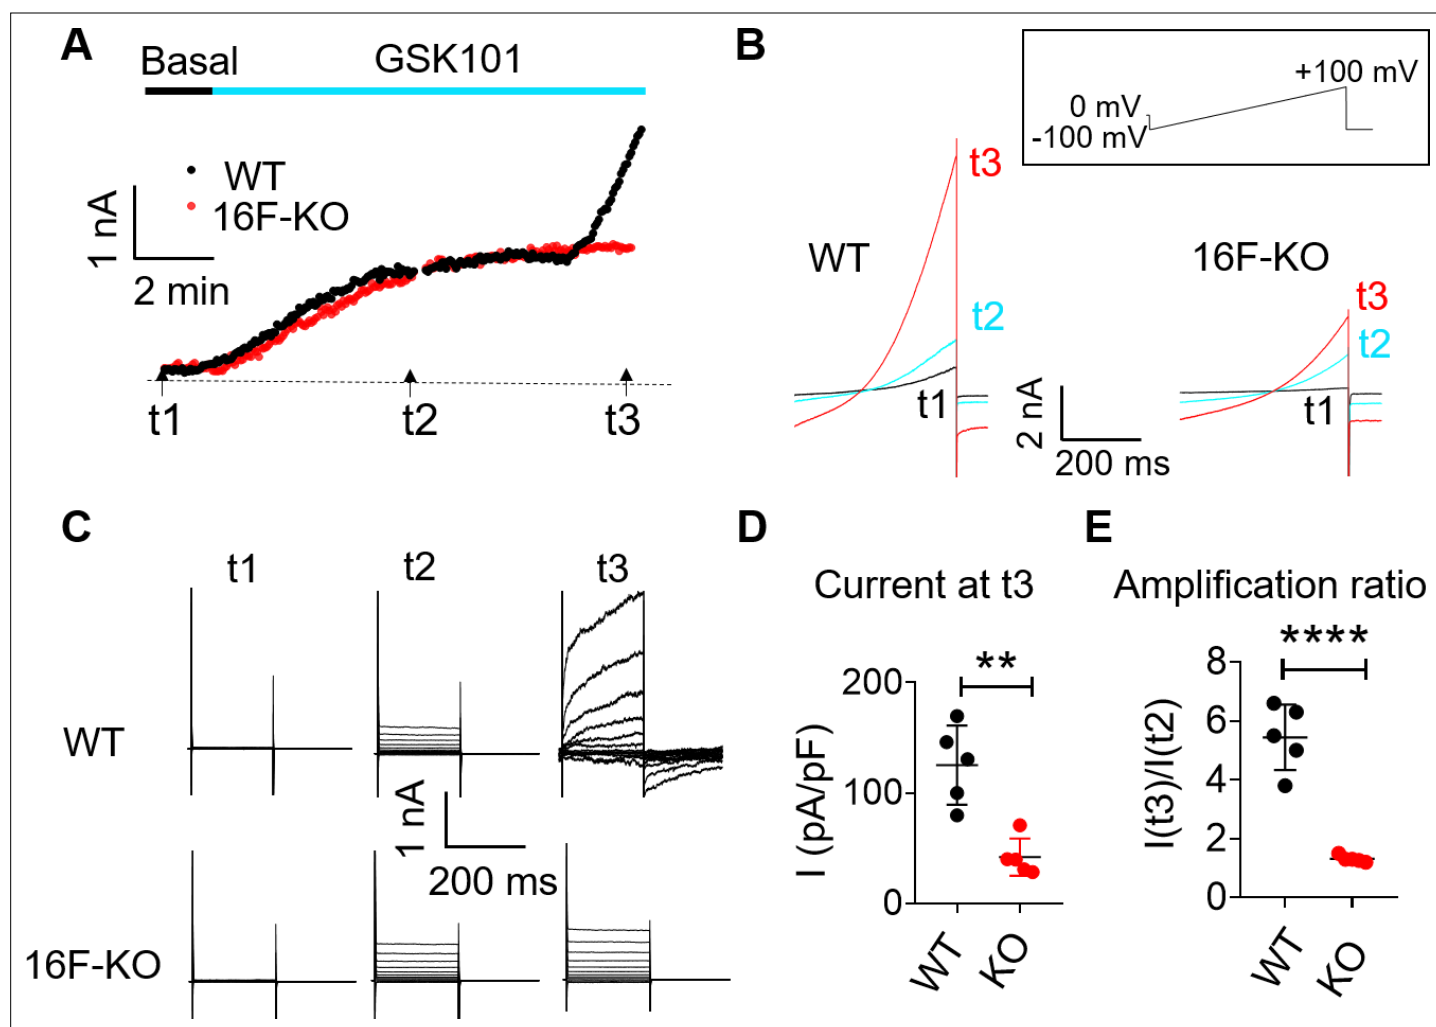 A
Basal
GSK101
WT
16F-KO
1 nA
2 min
t1
t2
t3
B
+100 mV
0 mV
-100 mV
WT
t3
t2
t1
16F-KO
t3
t2
t1
2 nA
200 ms
C
t1
t2
t3
WT
1 nA
200 ms
16F-KO
D
Current at t3
**
I (pA/pF)
200
100
0
WT
KO
E
Amplification ratio
****
I(t3)/I(t2)
8
6
4
2
0
WT
KO